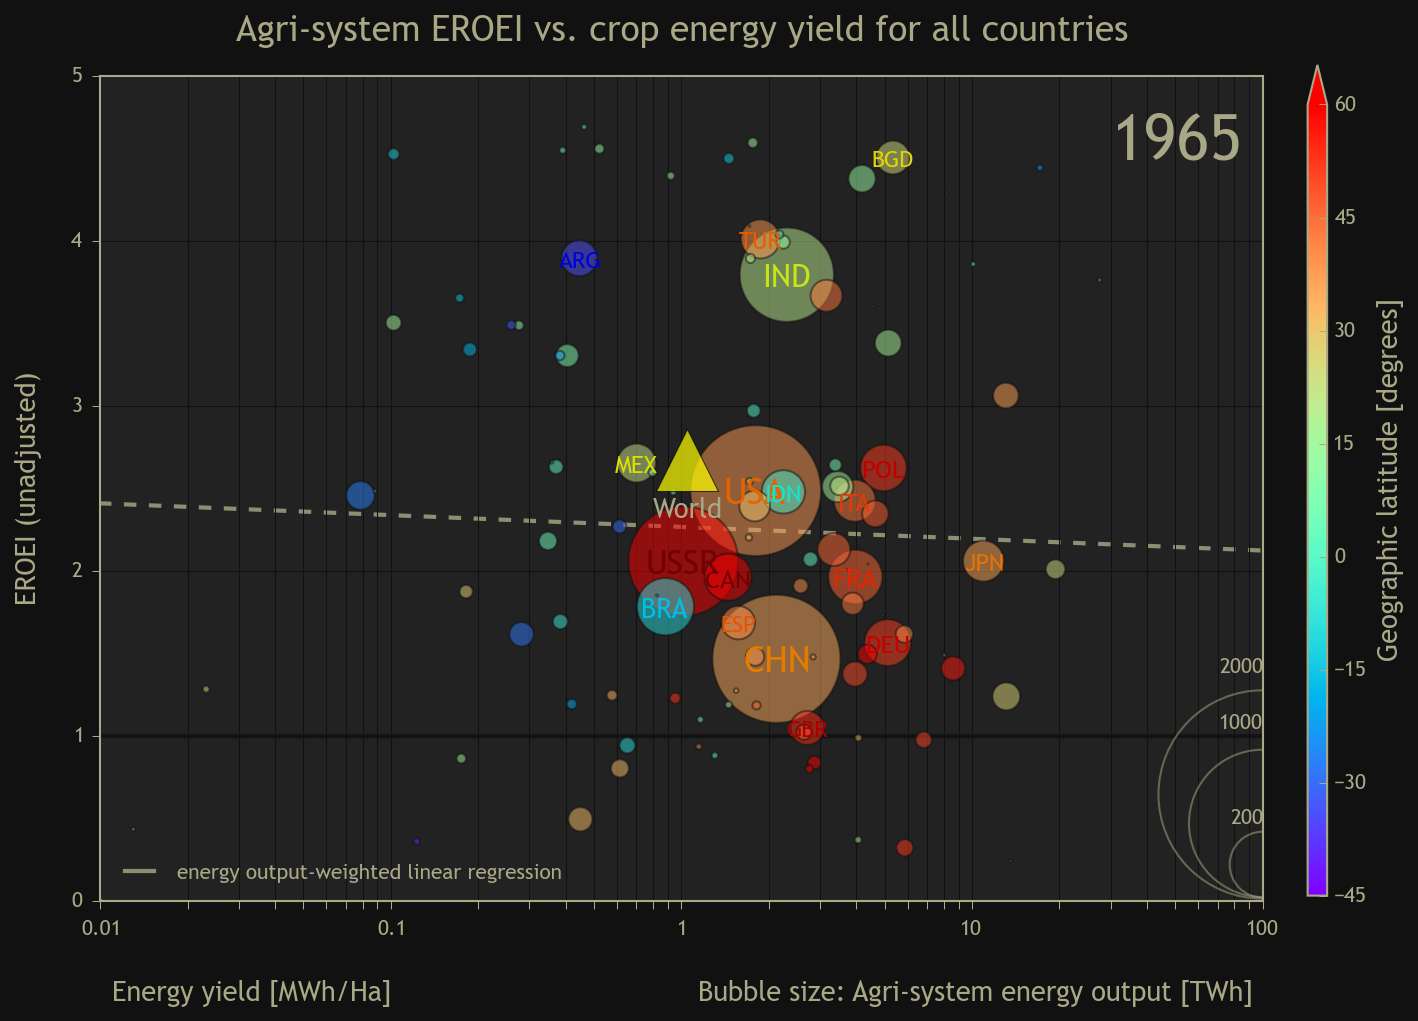 Agri-system EROEI vs. crop energy yield for all countries
1965
EROEI (unadjusted)
5
4
3
2
1
0
BGD
TUR
ARG
IND
MEX
POL
USA
IDN
ITA
World
USSR
CAN
JPN
FRA
BRA
ESP
DEU
CHN
GBR
2000
1000
200
energy output-weighted linear regression
0.01
0.1
1
10
100
Energy yield [MWh/Ha]
Bubble size: Agri-system energy output [TWh]
60
45
30
15
0
−15
−30
−45
Geographic latitude [degrees]